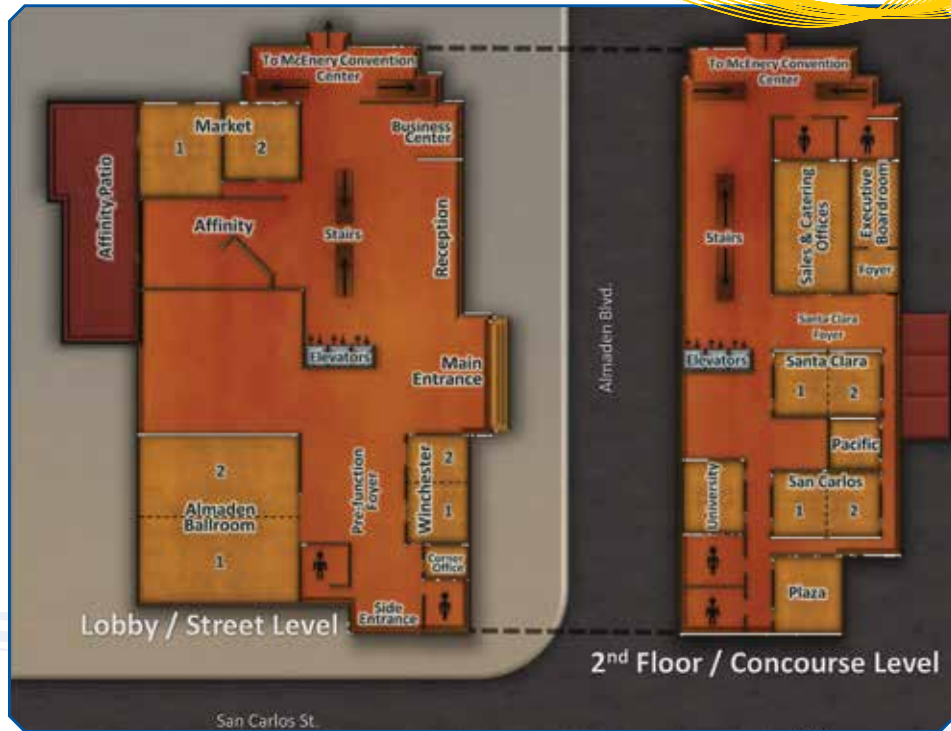 To McEnery Convention
Center
Market
1
2
Business
Center
Affinity Patio
Affinity
Stairs
Reception
Elevators
Main
Entrance
2
Almaden
Ballroom
1
Pre-function
Foyer
Winchester
2
1
Corner
Office
Side
Entrance
Lobby / Street Level
San Carlos St.
Almaden Blvd.
To McEnery Convention
Center
Stairs
Sales & Catering
Offices
Executive
Boardroom
Foyer
Santa Clara
Foyer
Elevators
Santa Clara
1
2
Pacific
University
San Carlos
1
2
Plaza
2nd Floor / Concourse Level